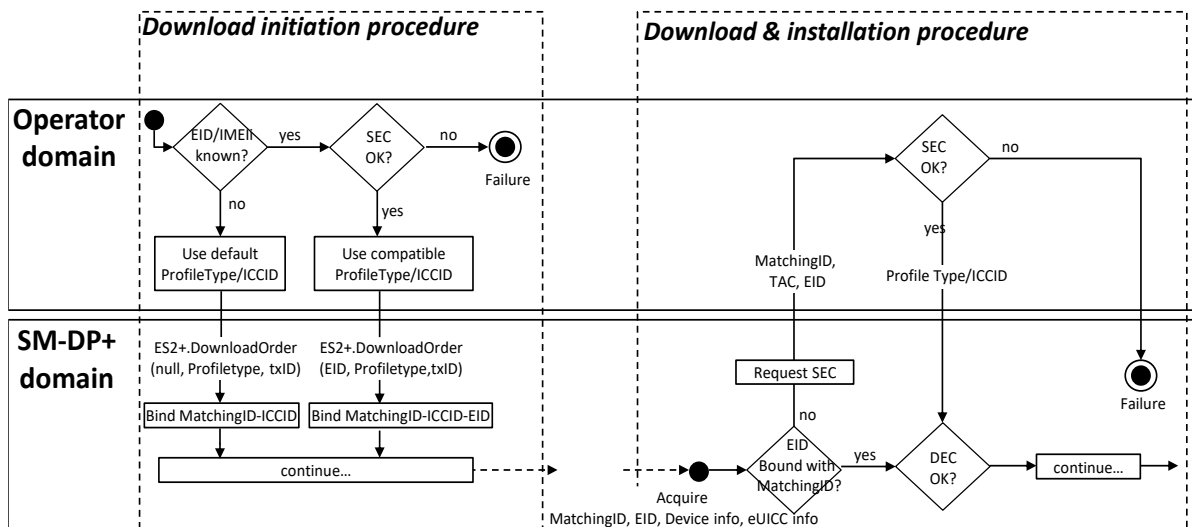 Download initiation procedure
Download & installation procedure
Operator
domain
EID/IMEIi
known?
yes
SEC
OK?
no
Failure
no
yes
Use default
ProfileType/ICCID
Use compatible
ProfileType/ICCID
SEC
OK?
no
yes
MatchingID,
TAC, EID
Profile Type/ICCID
SM-DP+
domain
ES2+.DownloadOrder
(null, Profiletype, txID)
ES2+.DownloadOrder
(EID, Profiletype,txID)
Bind MatchingID-ICCID
Bind MatchingID-ICCID-EID
continue...
Request SEC
no
Failure
EID
Bound with
MatchingID?
yes
DEC
OK?
continue...
Acquire
MatchingID, EID, Device info, eUICC info